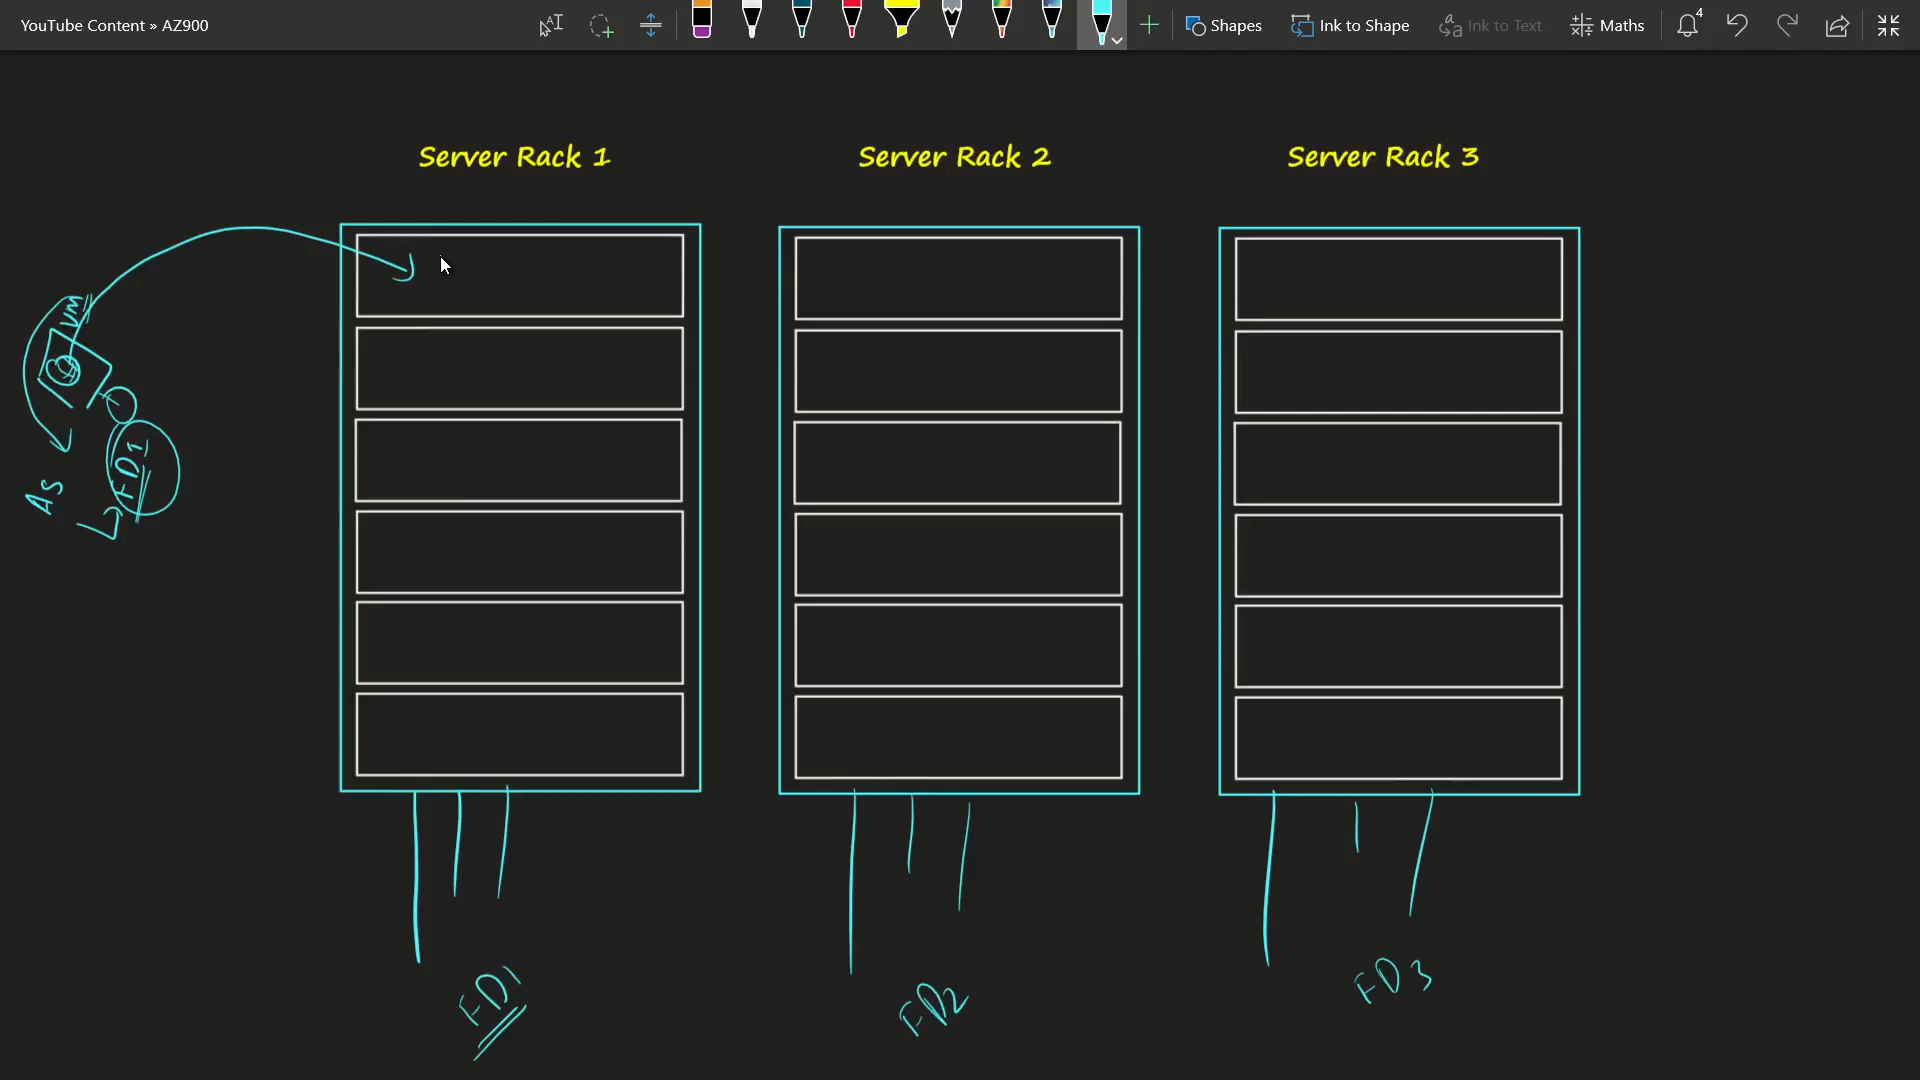 YouTube Content » AZ900
Shapes
Ink to Shape
Ink to Text
Maths
4
Server Rack 1
Server Rack 2
Server Rack 3
VM
FD1
AS
FD1
FD2
FD3